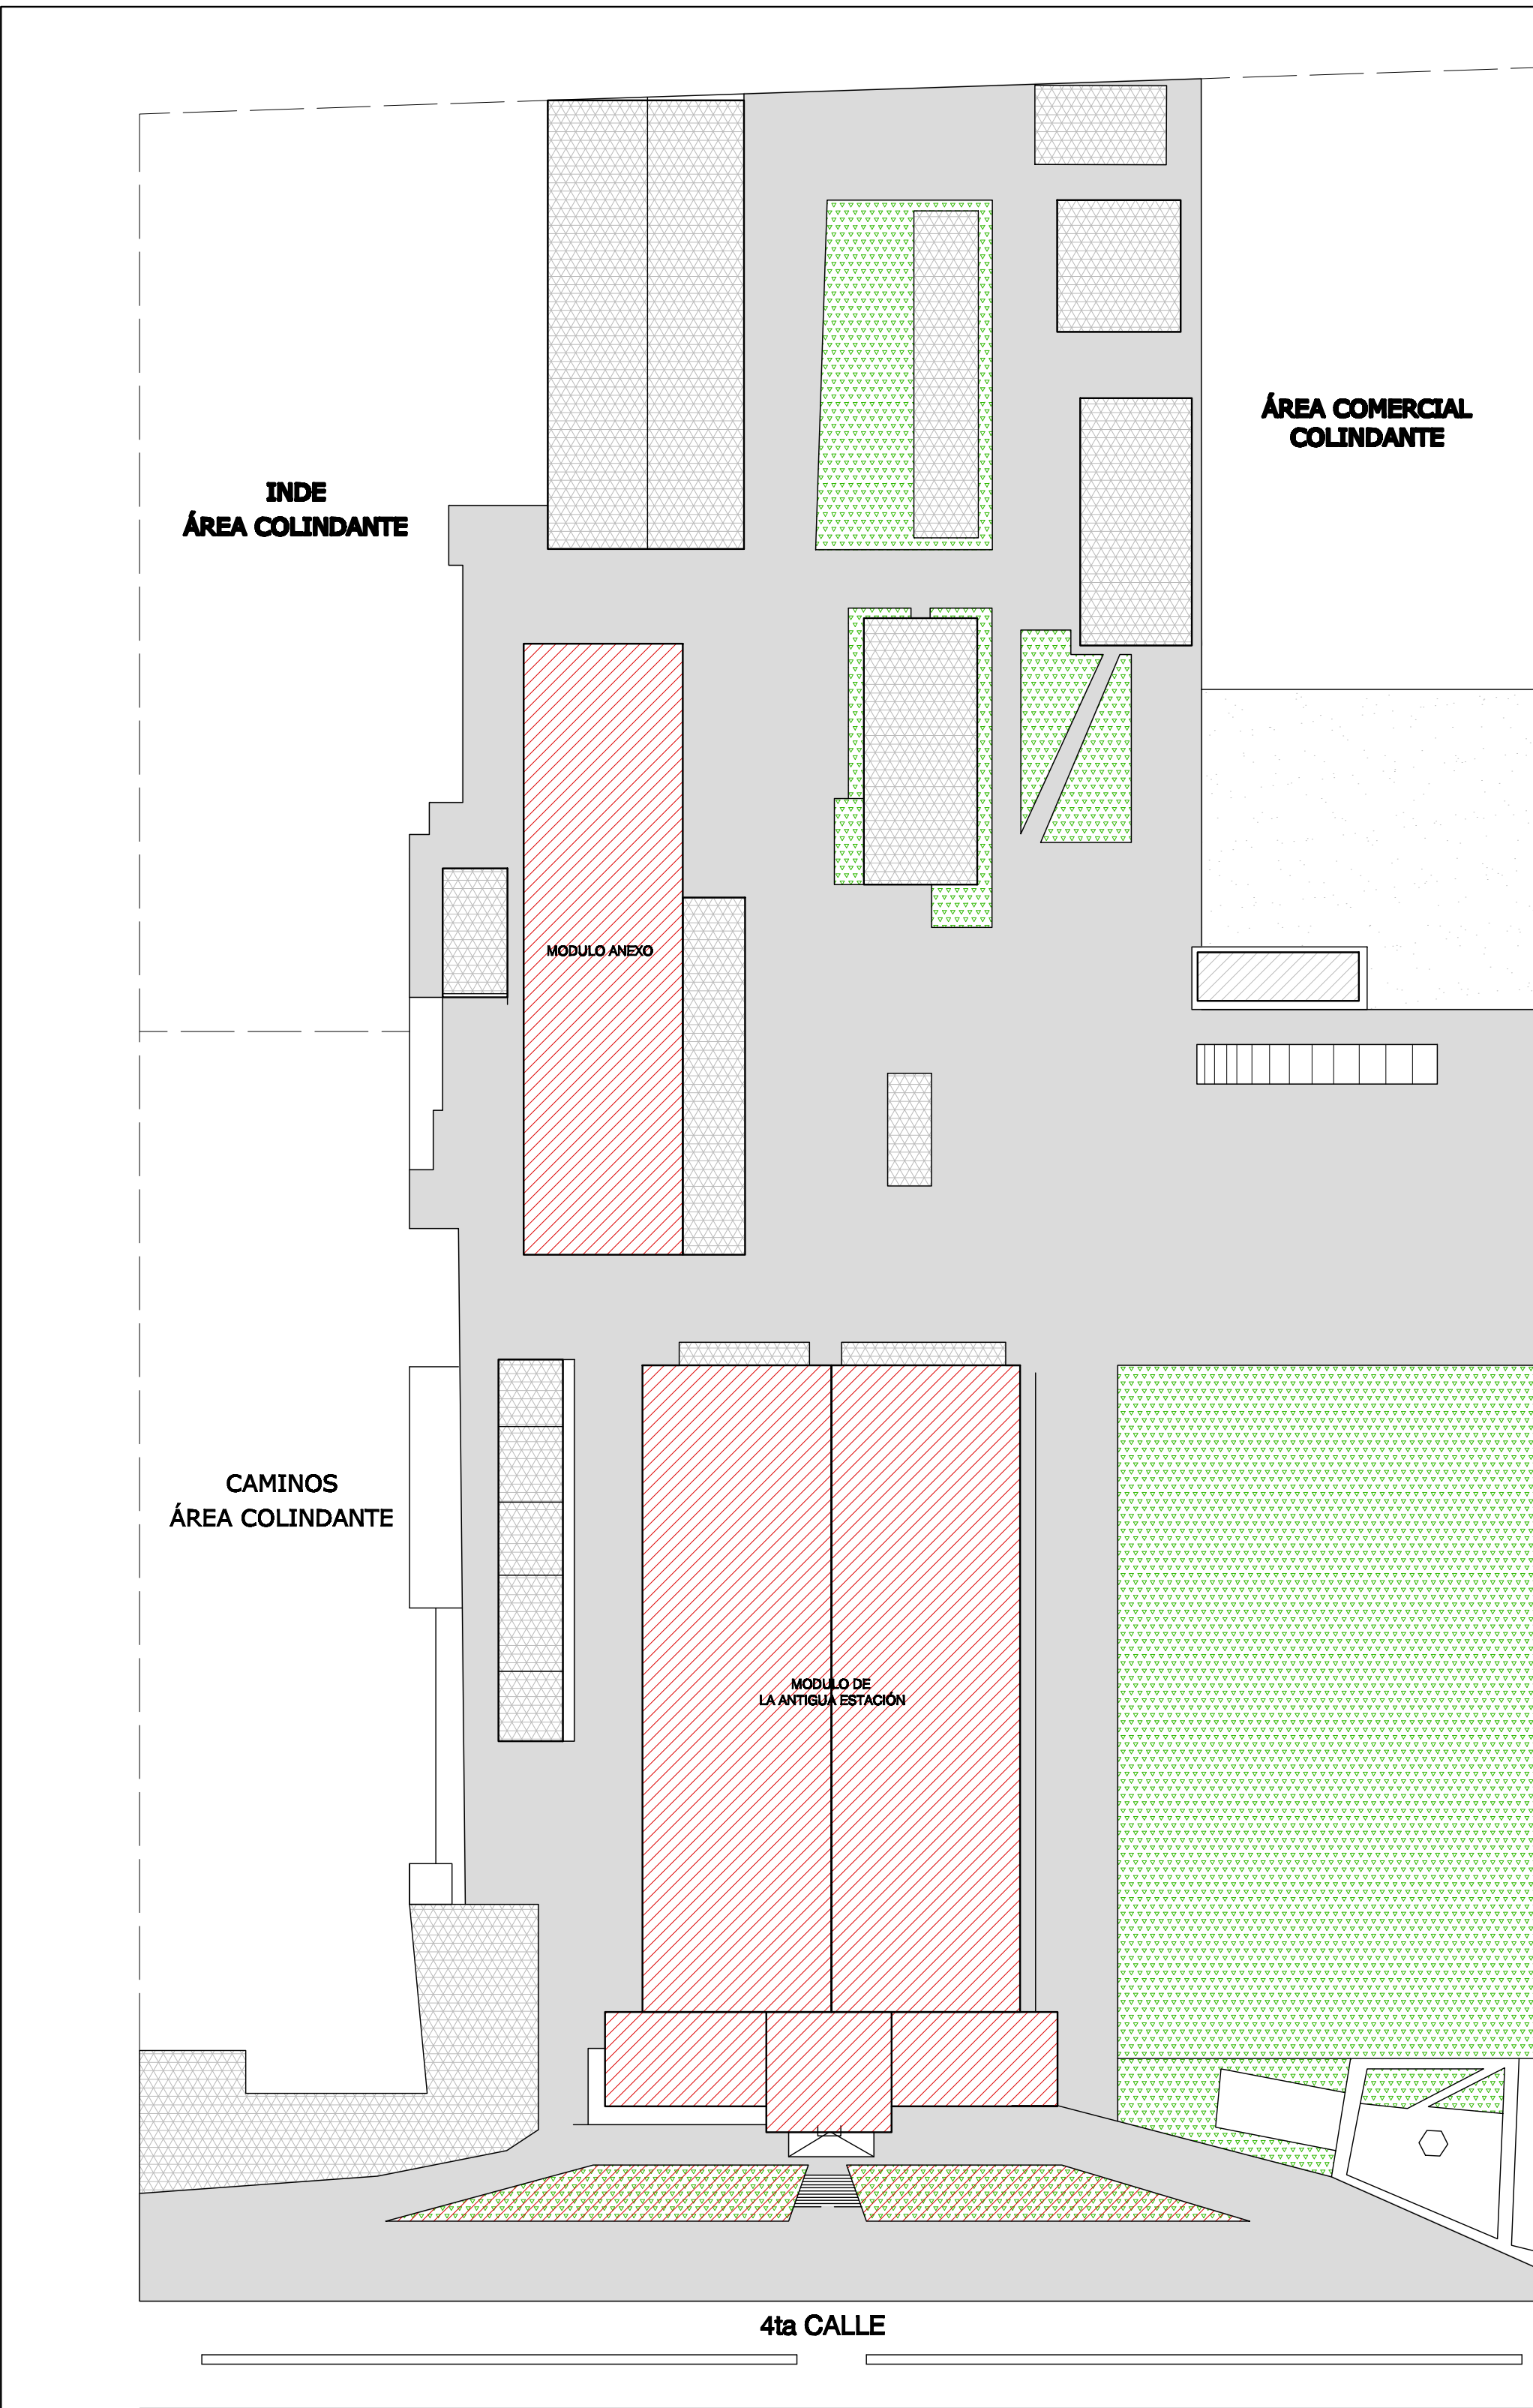 ÁREA COMERCIAL
COLINDANTE
INDE
ÁREA COLINDANTE
MODULO ANEXO
CAMINOS
ÁREA COLINDANTE
MODULO DE
LA ANTIGUA ESTACIÓN
4ta CALLE